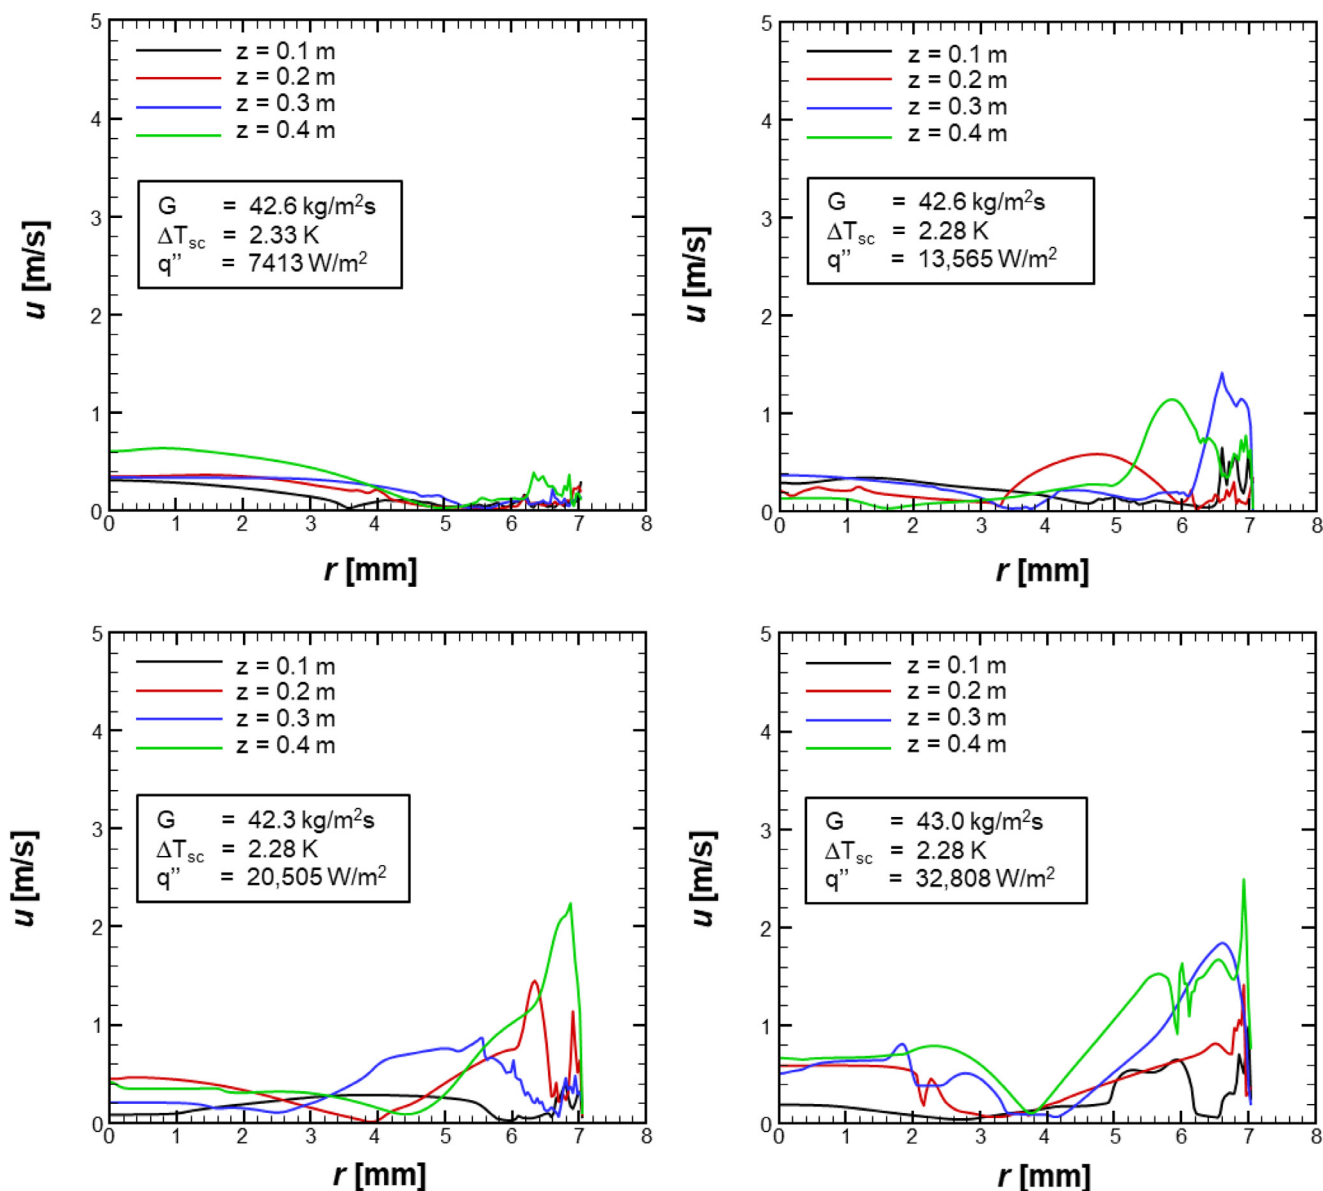 5
4
3
2
1
0
u [m/s]
z = 0.1 m
z = 0.2 m
z = 0.3 m
z = 0.4 m
G = 42.6 kg/m²s
ΔTsc = 2.33 K
q” = 7413 W/m²
0 1 2 3 4 5 6 7 8
r [mm]
5
4
3
2
1
0
u [m/s]
z = 0.1 m
z = 0.2 m
z = 0.3 m
z = 0.4 m
G = 42.6 kg/m²s
ΔTsc = 2.28 K
q” = 13,565 W/m²
0 1 2 3 4 5 6 7 8
r [mm]
5
4
3
2
1
0
u [m/s]
z = 0.1 m
z = 0.2 m
z = 0.3 m
z = 0.4 m
G = 42.3 kg/m²s
ΔTsc = 2.28 K
q” = 20,505 W/m²
0 1 2 3 4 5 6 7 8
r [mm]
5
4
3
2
1
0
u [m/s]
z = 0.1 m
z = 0.2 m
z = 0.3 m
z = 0.4 m
G = 43.0 kg/m²s
ΔTsc = 2.28 K
q” = 32,808 W/m²
0 1 2 3 4 5 6 7 8
r [mm]